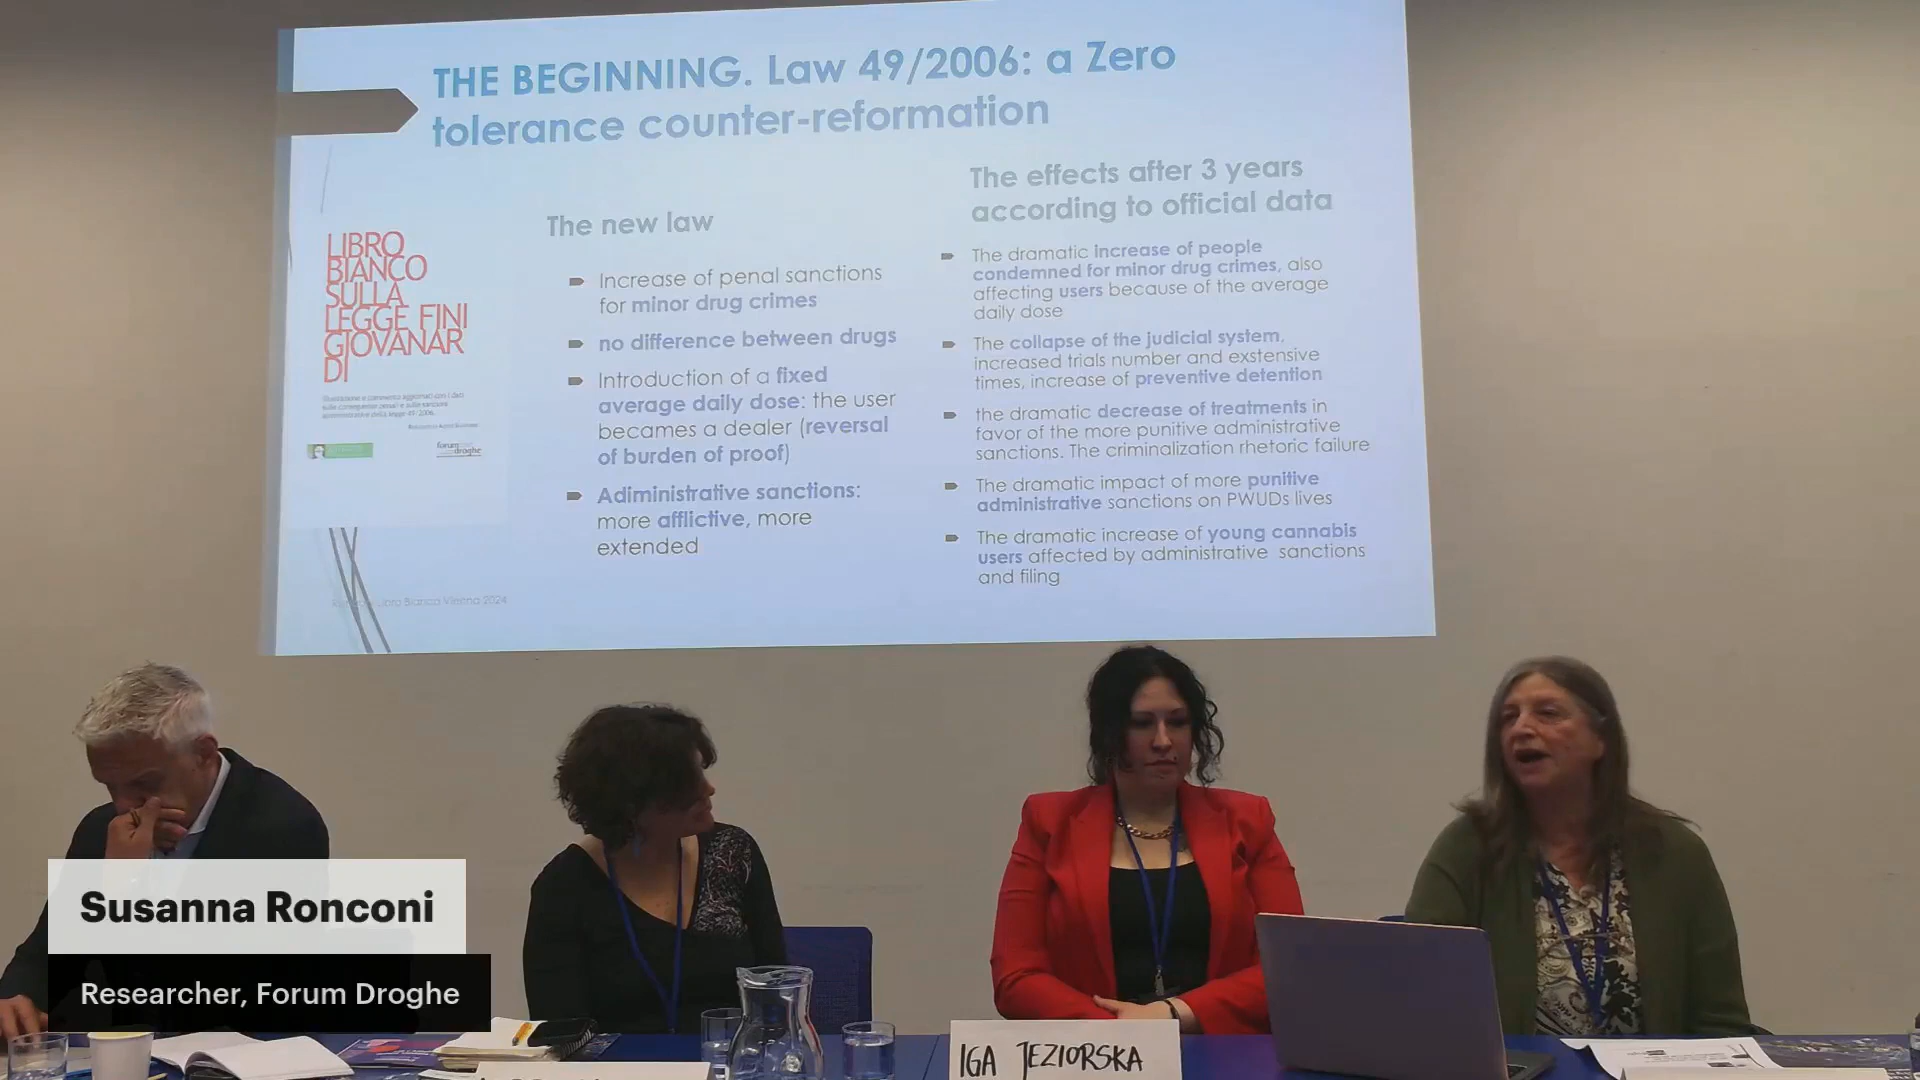 THE BEGINNING. Law 49/2006: a Zero
tolerance counter-reformation
LIBRO
BIANCO
SULLA
LEGGE FINI
GIOVANAR
DI
forum
droghe
The new law
Increase of penal sanctions
for minor drug crimes
no difference between drugs
Introduction of a fixed
average daily dose: the user
becames a dealer (reversal
of burden of proof)
Adiministrative sanctions:
more afflictive, more
extended
The effects after 3 years
according to official data
The dramatic increase of people
condemned for minor drug crimes, also
affecting users because of the average
daily dose
The collapse of the judicial system,
increased trials number and exstensive
times, increase of preventive detention
the dramatic decrease of treatments in
favor of the more punitive administrative
sanctions. The criminalization rhetoric failure
The dramatic impact of more punitive
administrative sanctions on PWUDs lives
The dramatic increase of young cannabis
users affected by administrative sanctions
and filing
Libro Bianco Vienna 2024
Susanna Ronconi
Researcher, Forum Droghe
IGA JEZIORSKA